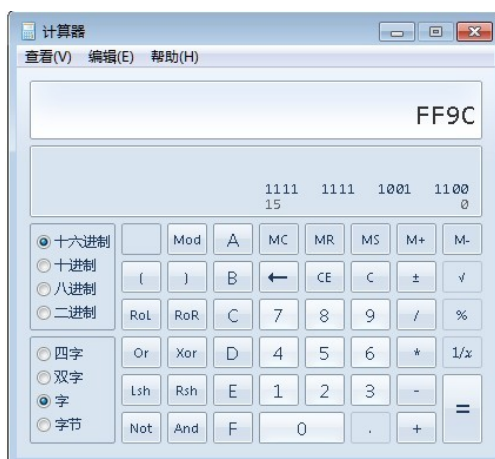 计算器
查看(V) 编辑(E) 帮助(H)
FF9C
1111 1111 1001 1100
15 0
十六进制 Mod A MC MR MS M+ M-
十进制
八进制 ( ) B ← CE C ± √
二进制 RoL RoR C 7 8 9 / %
四字 Or Xor D 4 5 6 * 1/x
双字
字 Lsh Rsh E 1 2 3 - =
字节 Not And F 0 . +